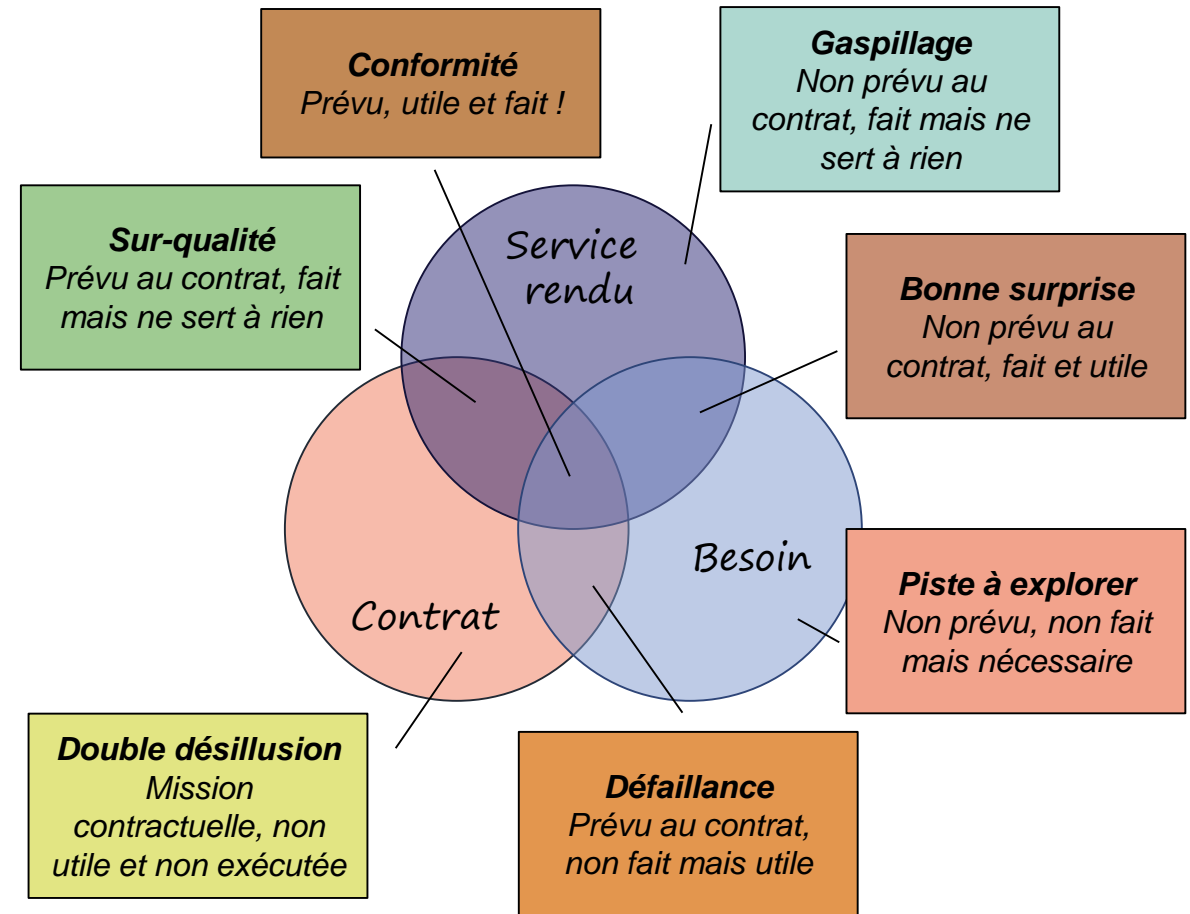 Conformité
Prévu, utile et fait !
Gaspillage
Non prévu au
contrat, fait mais ne
sert à rien
Sur-qualité
Prévu au contrat, fait
mais ne sert à rien
Service
rendu
Bonne surprise
Non prévu au
contrat, fait et utile
Besoin
Contrat
Piste à explorer
Non prévu, non fait
mais nécessaire
Double désillusion
Mission
contractuelle, non
utile et non exécutée
Défaillance
Prévu au contrat,
non fait mais utile